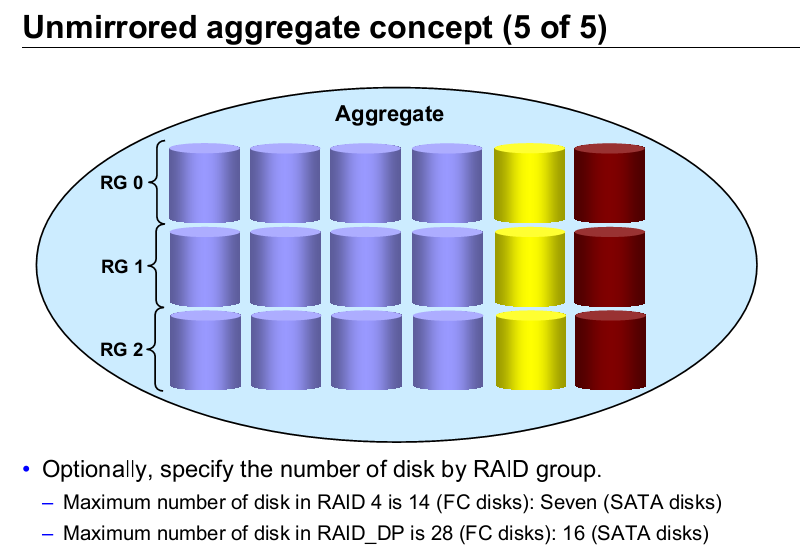 Unmirrored aggregate concept (5 of 5)
Aggregate
RG 0
RG 1
RG 2
• Optionally, specify the number of disk by RAID group.
– Maximum number of disk in RAID 4 is 14 (FC disks): Seven (SATA disks)
– Maximum number of disk in RAID_DP is 28 (FC disks): 16 (SATA disks)